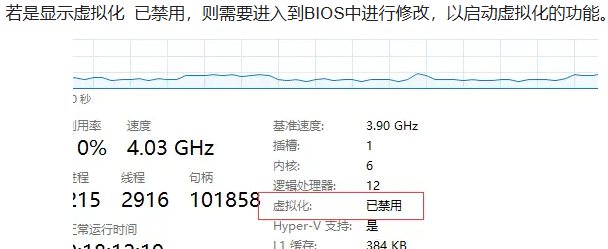 若是显示虚拟化 已禁用，则需要进入到BIOS中进行修改，以启动虚拟化的功能。
0 秒
利用率 速度 基准速度: 3.90 GHz
0% 4.03 GHz 插槽: 1
内核: 6
进程 线程 句柄 逻辑处理器: 12
215 2916 101858 虚拟化: 已禁用
正常运行时间 Hyper-V 支持: 是
L1 缓存: 384 KB